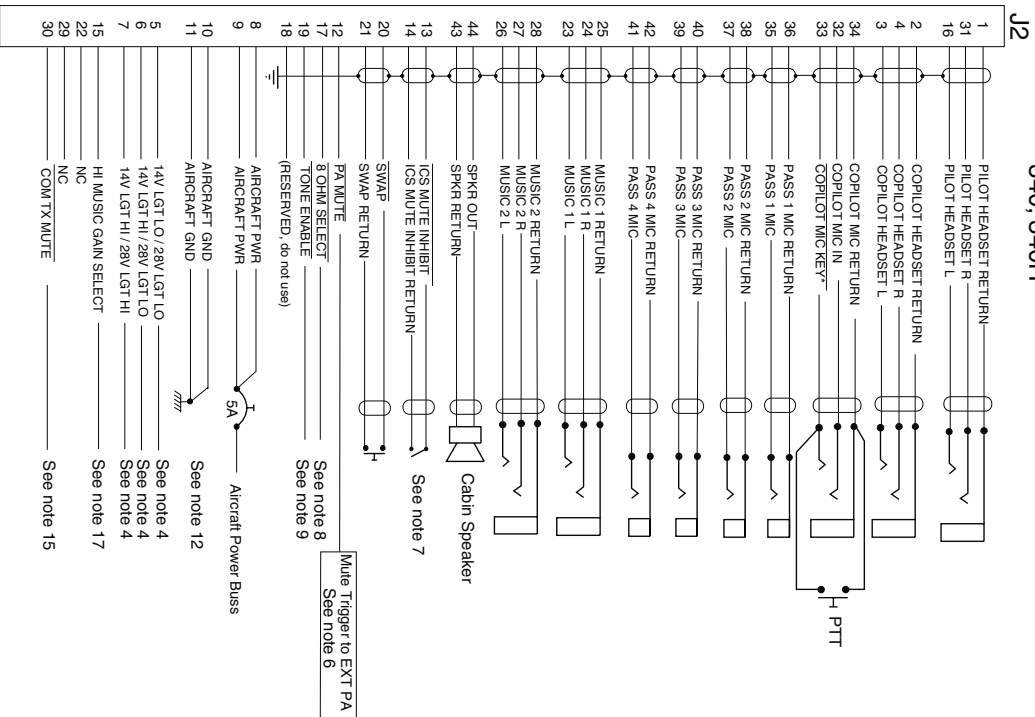 J2
1 PILOT HEADSET RETURN
31 PILOT HEADSET R
16 PILOT HEADSET L
2 COPILOT HEADSET RETURN
4 COPILOT HEADSET R
3 COPILOT HEADSET L
34 COPILOT MIC RETURN
32 COPILOT MIC IN
33 COPILOT MIC KEY*
PTT
36 PASS 1 MIC RETURN
35 PASS 1 MIC
38 PASS 2 MIC RETURN
37 PASS 2 MIC
40 PASS 3 MIC RETURN
39 PASS 3 MIC
42 PASS 4 MIC RETURN
41 PASS 4 MIC
25 MUSIC 1 RETURN
24 MUSIC 1 R
23 MUSIC 1 L
28 MUSIC 2 RETURN
27 MUSIC 2 R
26 MUSIC 2 L
44 SPKR OUT
43 SPKR RETURN
Cabin Speaker
13 ICS MUTE INHIBIT
14 ICS MUTE INHIBIT RETURN
See note 7
20 SWAP
21 SWAP RETURN
12 PA MUTE
Mute Trigger to EXT PA
See note 6
17 8 OHM SELECT See note 8
19 TONE ENABLE See note 9
18 (RESERVED, do not use)
8 AIRCRAFT PWR
9 AIRCRAFT PWR
5A
Aircraft Power Buss
10 AIRCRAFT GND
11 AIRCRAFT GND
See note 12
5 14V LGT LO / 28V LGT LO See note 4
6 14V LGT HI / 28V LGT LO See note 4
7 14V LGT HI / 28V LGT HI See note 4
15 HI MUSIC GAIN SELECT See note 17
22 NC
29 NC
30 COM TX MUTE See note 15